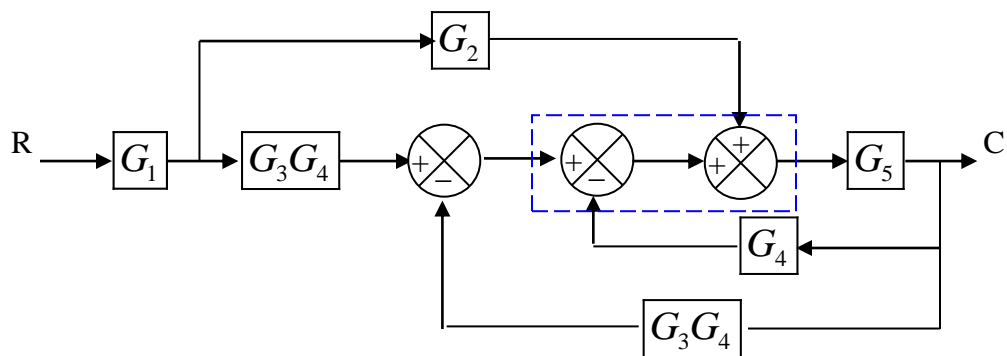 G₂
R
G₁
G₃G₄
+
−
+
−
+
+
G₅
C
G₄
G₃G₄